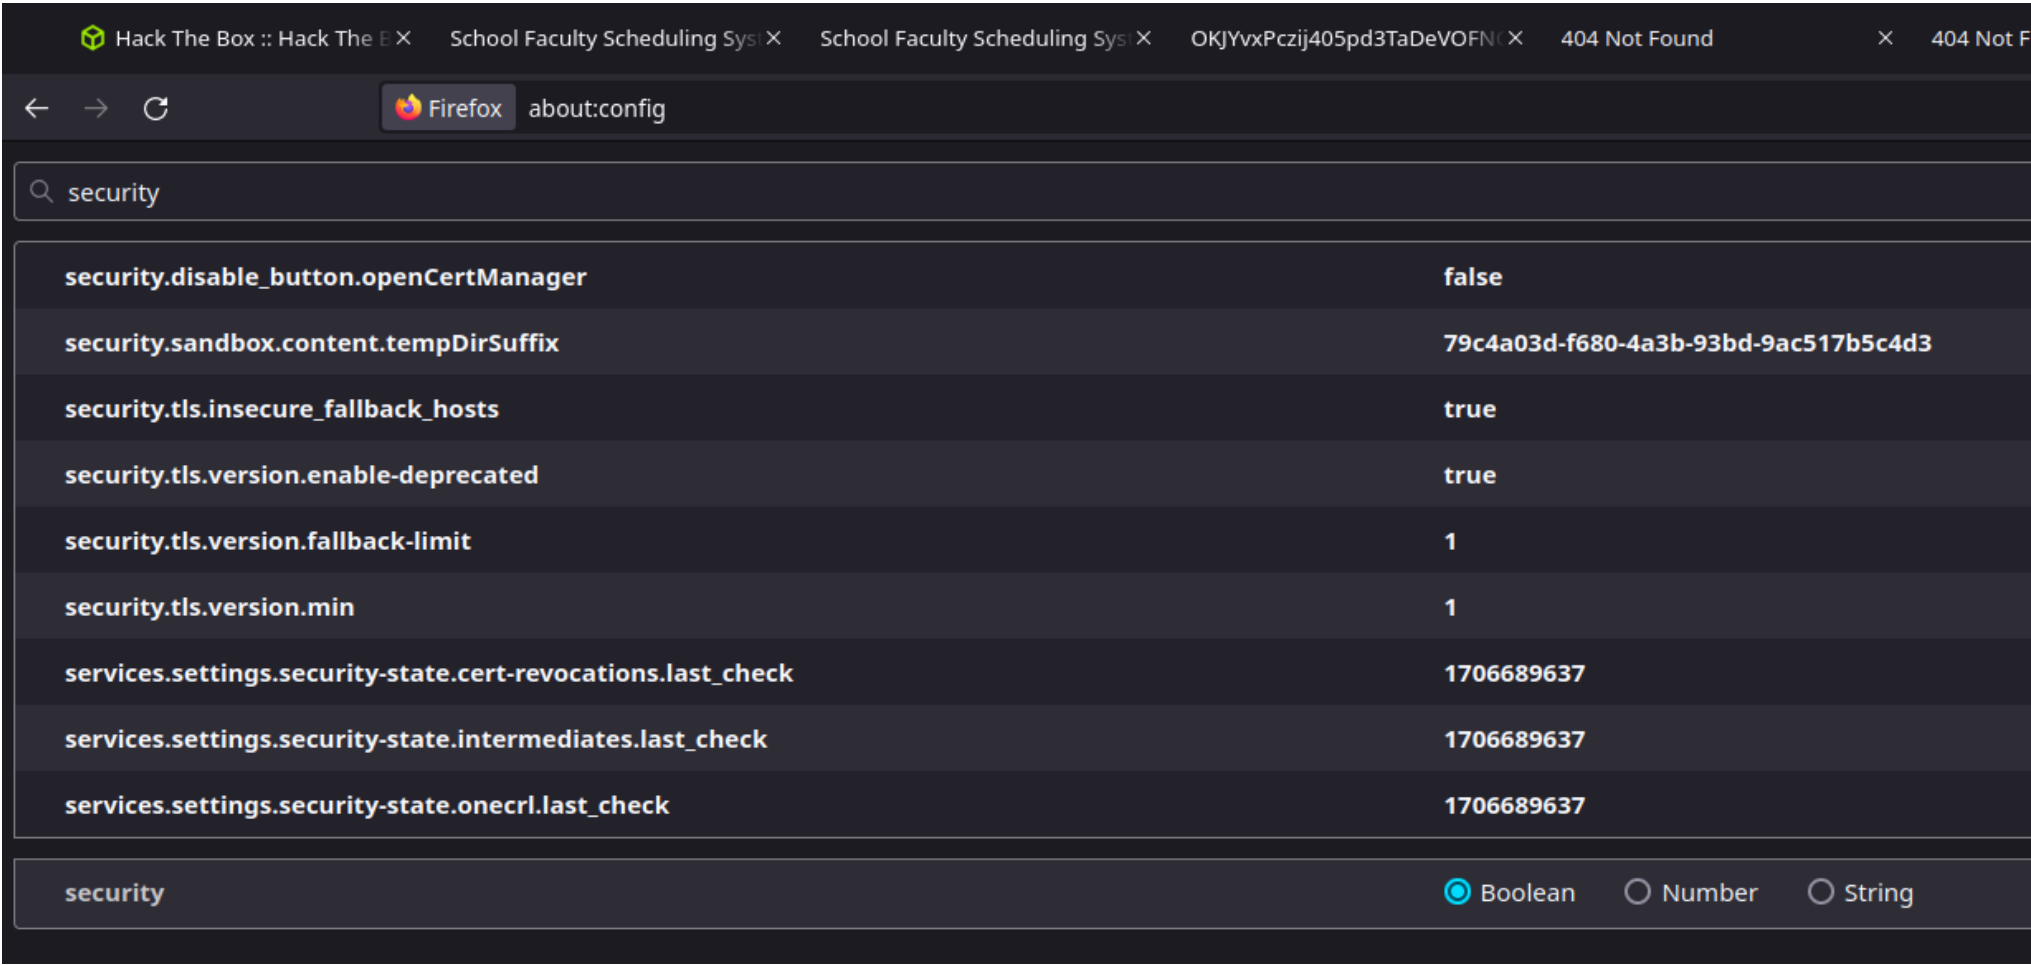 Hack The Box :: Hack The B School Faculty Scheduling Syst School Faculty Scheduling Syst OKJYvxPczij405pd3TaDeVOFN 404 Not Found 404 Not F
Firefox about:config
security
security.disable_button.openCertManager false
security.sandbox.content.tempDirSuffix 79c4a03d-f680-4a3b-93bd-9ac517b5c4d3
security.tls.insecure_fallback_hosts true
security.tls.version.enable-deprecated true
security.tls.version.fallback-limit 1
security.tls.version.min 1
services.settings.security-state.cert-revocations.last_check 1706689637
services.settings.security-state.intermediates.last_check 1706689637
services.settings.security-state.onecrl.last_check 1706689637
security Boolean Number String